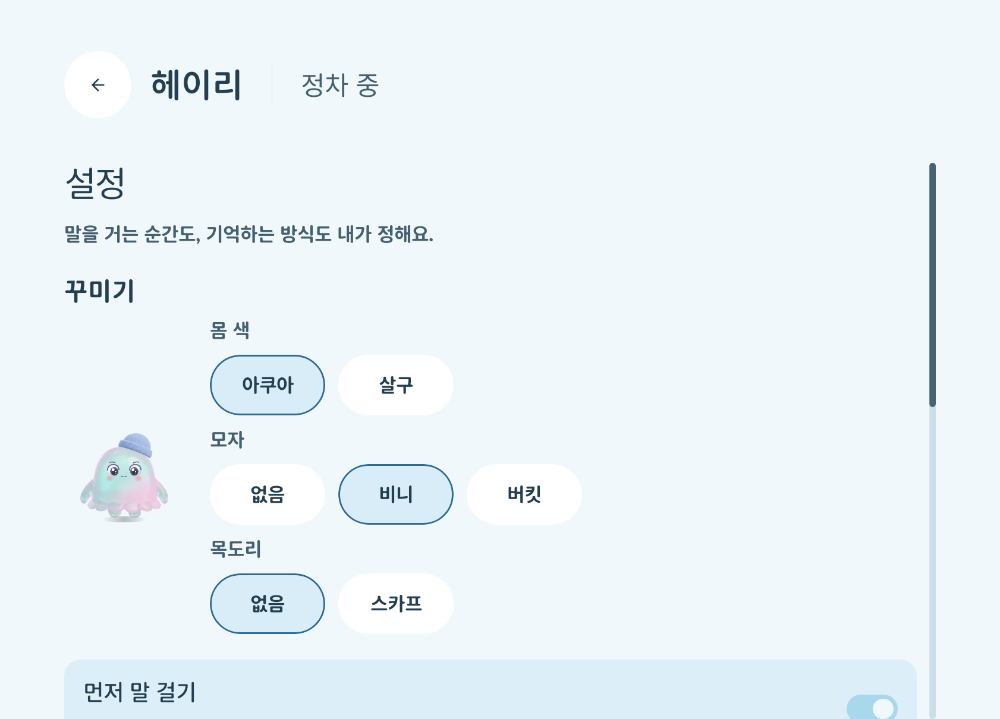 헤이리
정차 중
설정
말을 거는 순간도, 기억하는 방식도 내가 정해요.
꾸미기
몸 색
아쿠아 살구
모자
없음 비니 버킷
목도리
없음 스카프
먼저 말 걸기